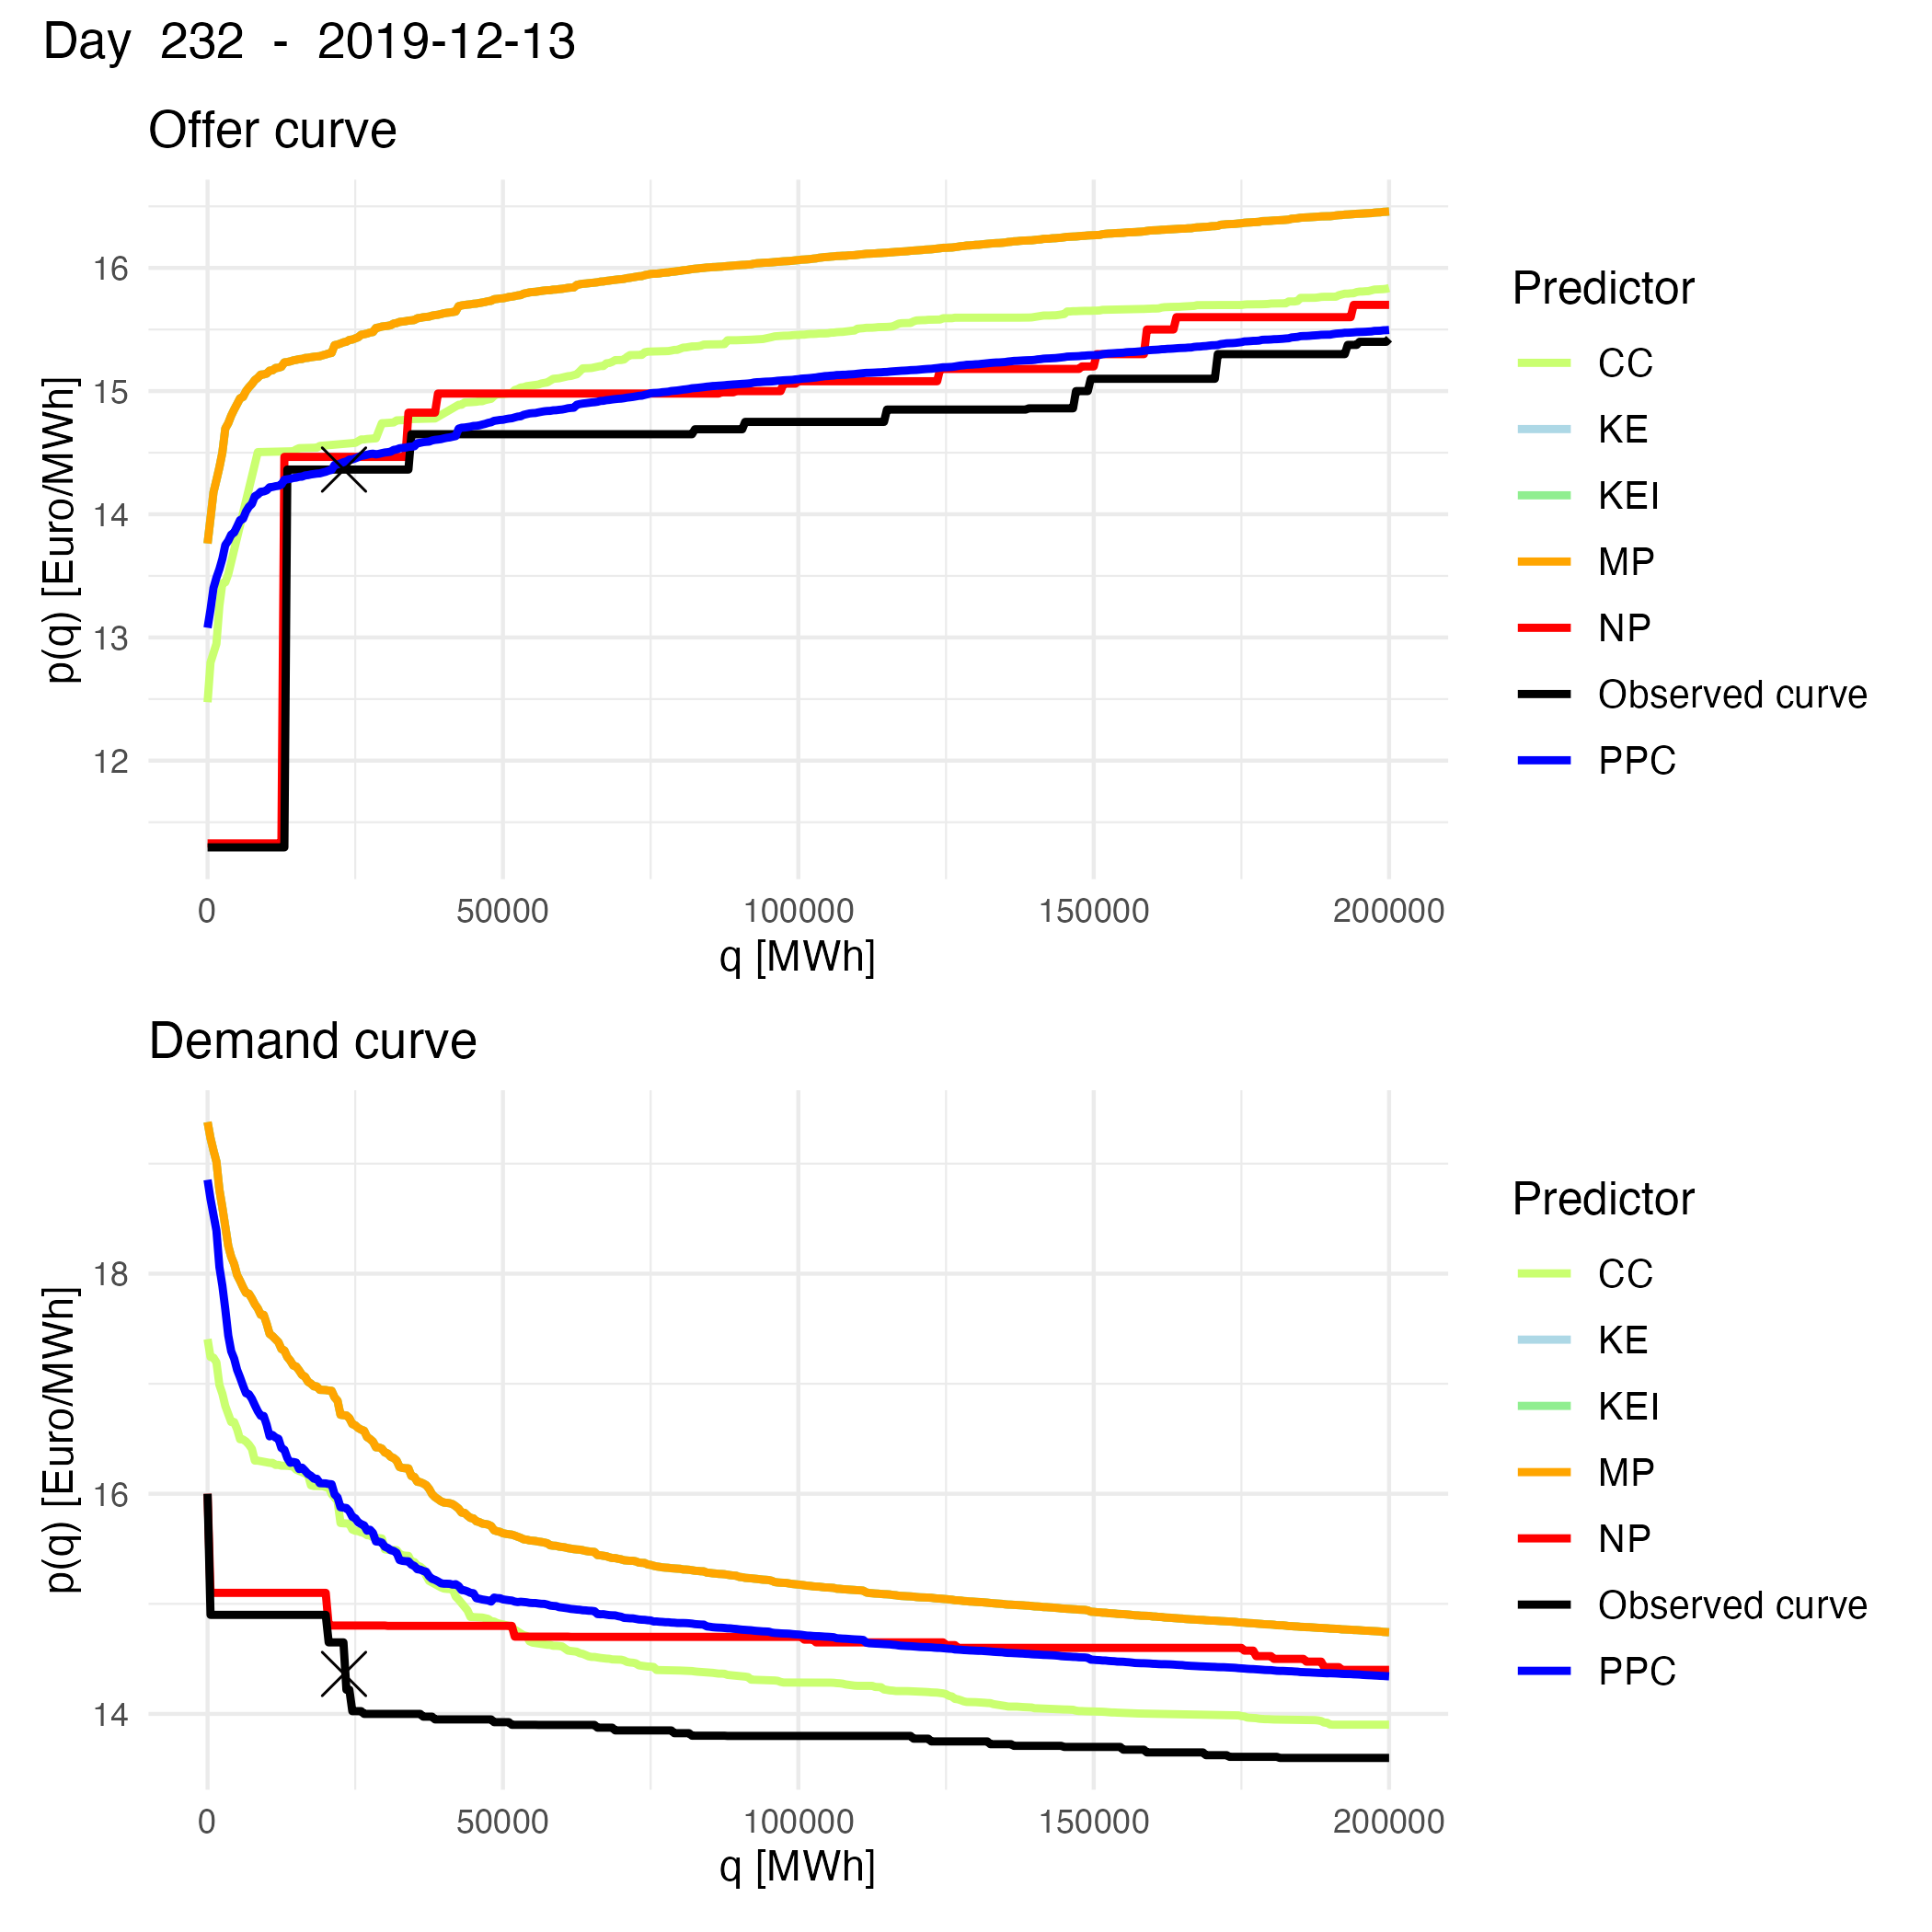 Day 232 - 2019-12-13
Offer curve
p(q) [Euro/MWh]
16
15
14
13
12
0 50000 100000 150000 200000
q [MWh]
Predictor
CC
KE
KEI
MP
NP
Observed curve
PPC
Demand curve
p(q) [Euro/MWh]
18
16
14
0 50000 100000 150000 200000
q [MWh]
Predictor
CC
KE
KEI
MP
NP
Observed curve
PPC